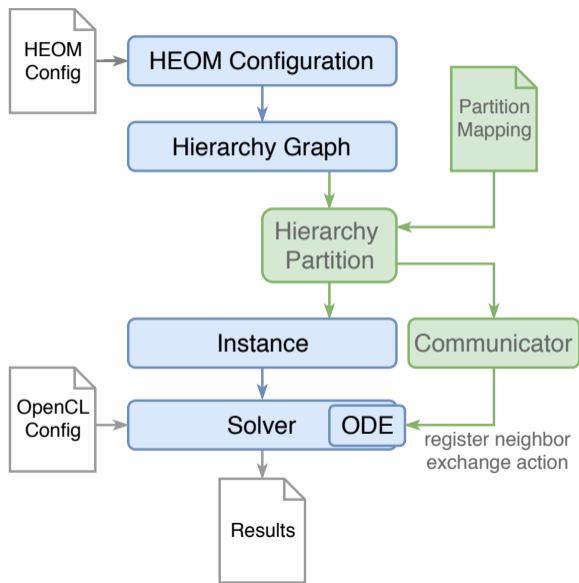 HEOM
Config
HEOM Configuration
Hierarchy Graph
Partition
Mapping
Hierarchy
Partition
Instance
Communicator
OpenCL
Config
Solver
ODE
register neighbor
exchange action
Results